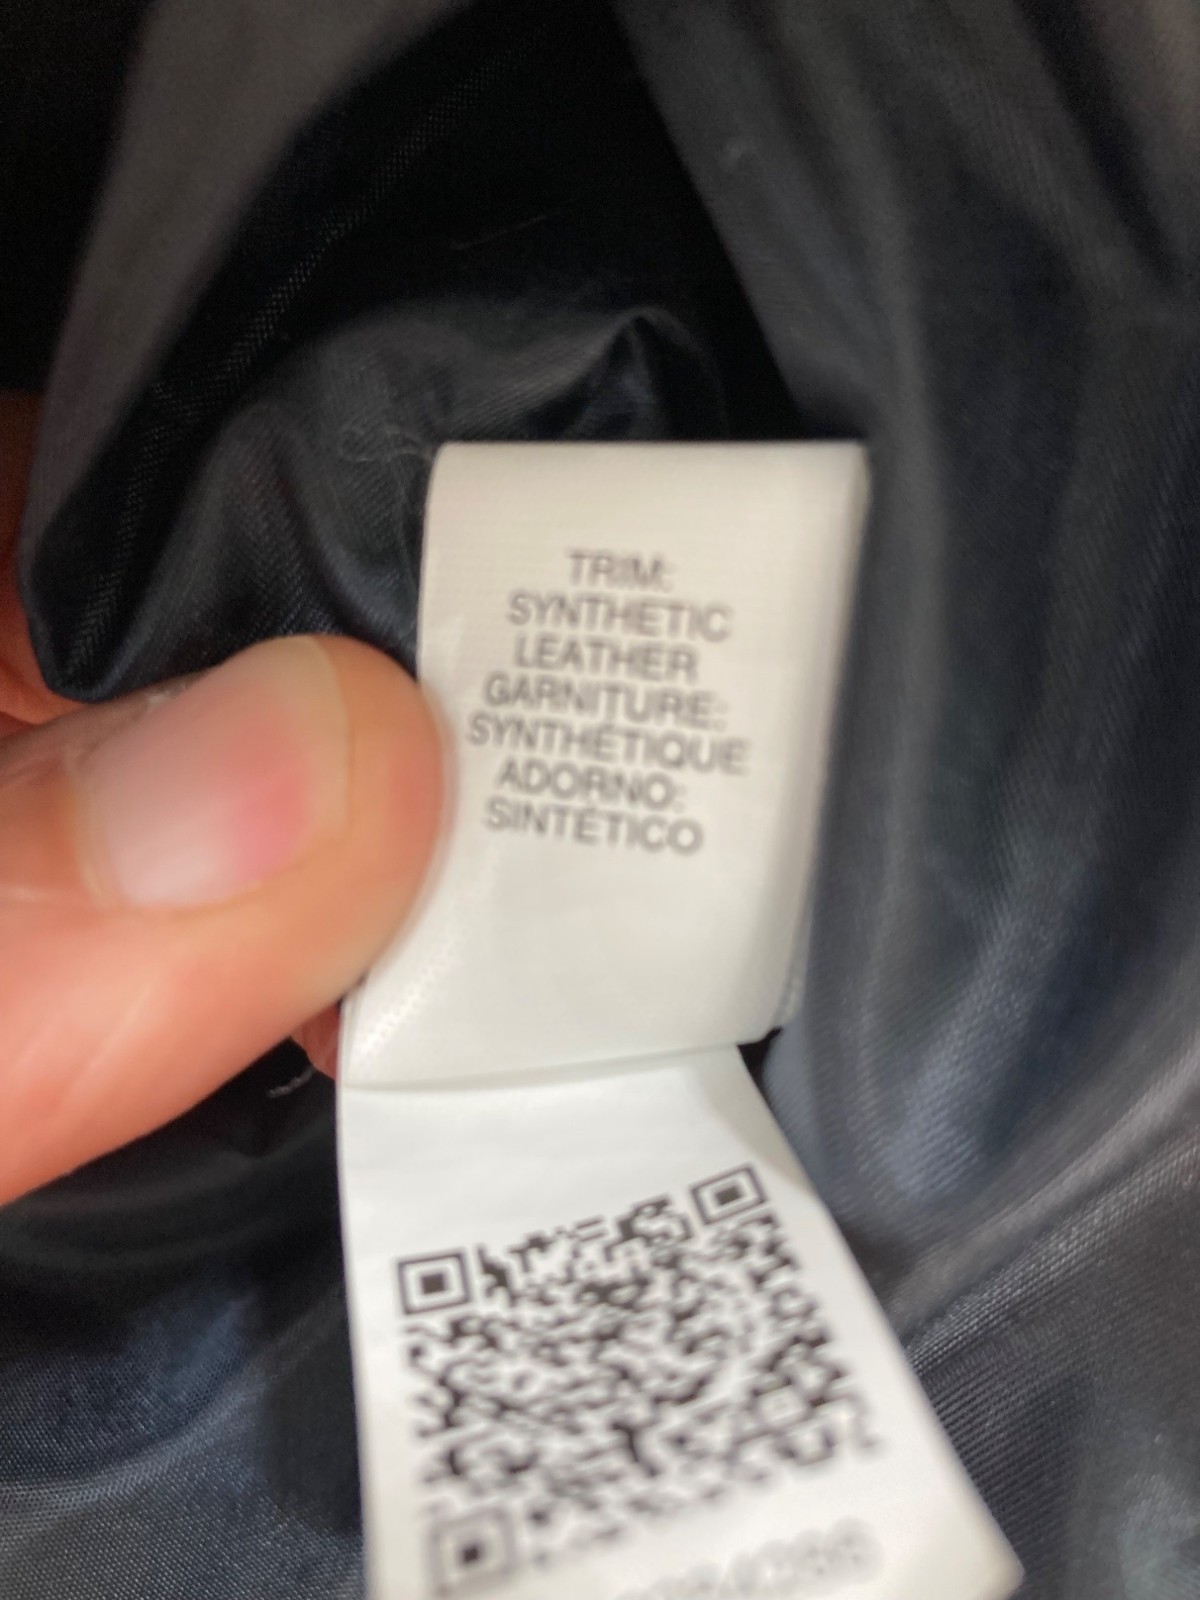 TRIM:
SYNTHETIC
LEATHER
GARNITURE:
SYNTHÉTIQUE
ADORNO:
SINTÉTICO